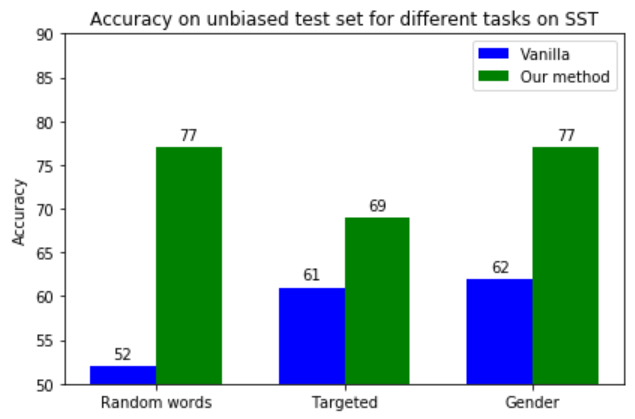 Accuracy on unbiased test set for different tasks on SST
90
85
80
75
70
65
60
55
50
Accuracy
Vanilla
Our method
52
77
61
69
62
77
Random words
Targeted
Gender